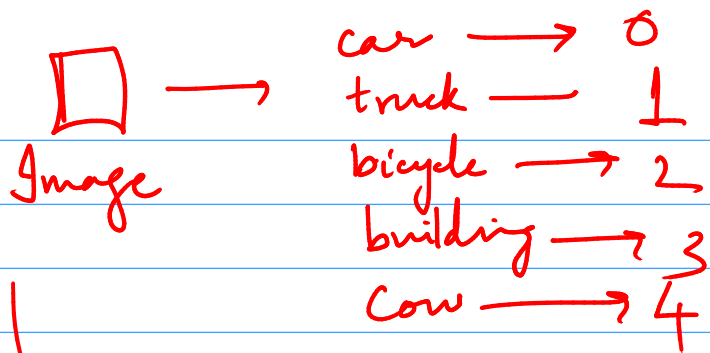 car → 0
truck — 1
bicycle → 2
Image
building → 3
Cow → 4